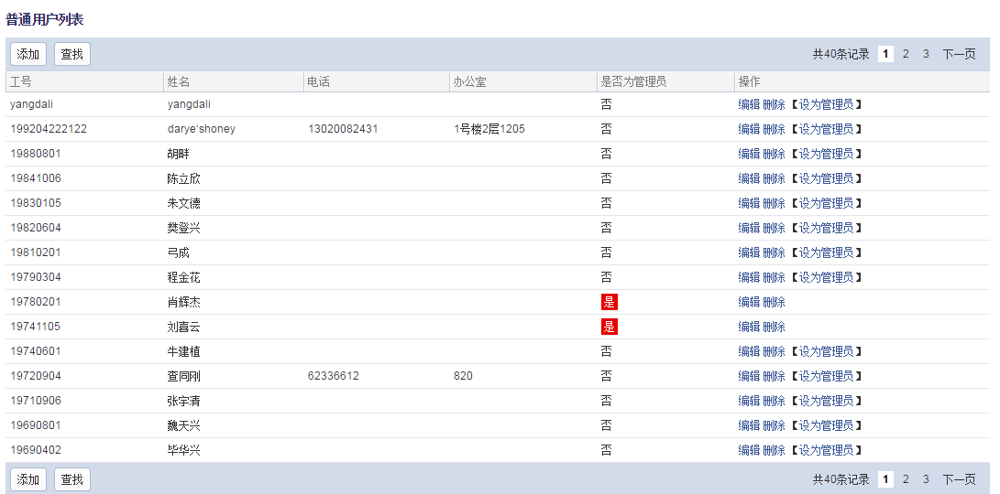 普通用户列表
添加 查找 共40条记录 1 2 3 下一页
工号 姓名 电话 办公室 是否为管理员 操作
yangdali yangdali 否 编辑 删除 【设为管理员】
199204222122 darye'shoney 13020082431 1号楼2层1205 否 编辑 删除 【设为管理员】
19880801 胡畔 否 编辑 删除 【设为管理员】
19841006 陈立欣 否 编辑 删除 【设为管理员】
19830105 朱文德 否 编辑 删除 【设为管理员】
19820604 樊登兴 否 编辑 删除 【设为管理员】
19810201 弓成 否 编辑 删除 【设为管理员】
19790304 程金花 否 编辑 删除 【设为管理员】
19780201 肖辉杰 是 编辑 删除
19741105 刘喜云 是 编辑 删除
19740601 牛建植 否 编辑 删除 【设为管理员】
19720904 查同刚 62336612 820 否 编辑 删除 【设为管理员】
19710906 张宇清 否 编辑 删除 【设为管理员】
19690801 魏天兴 否 编辑 删除 【设为管理员】
19690402 毕华兴 否 编辑 删除 【设为管理员】
添加 查找 共40条记录 1 2 3 下一页